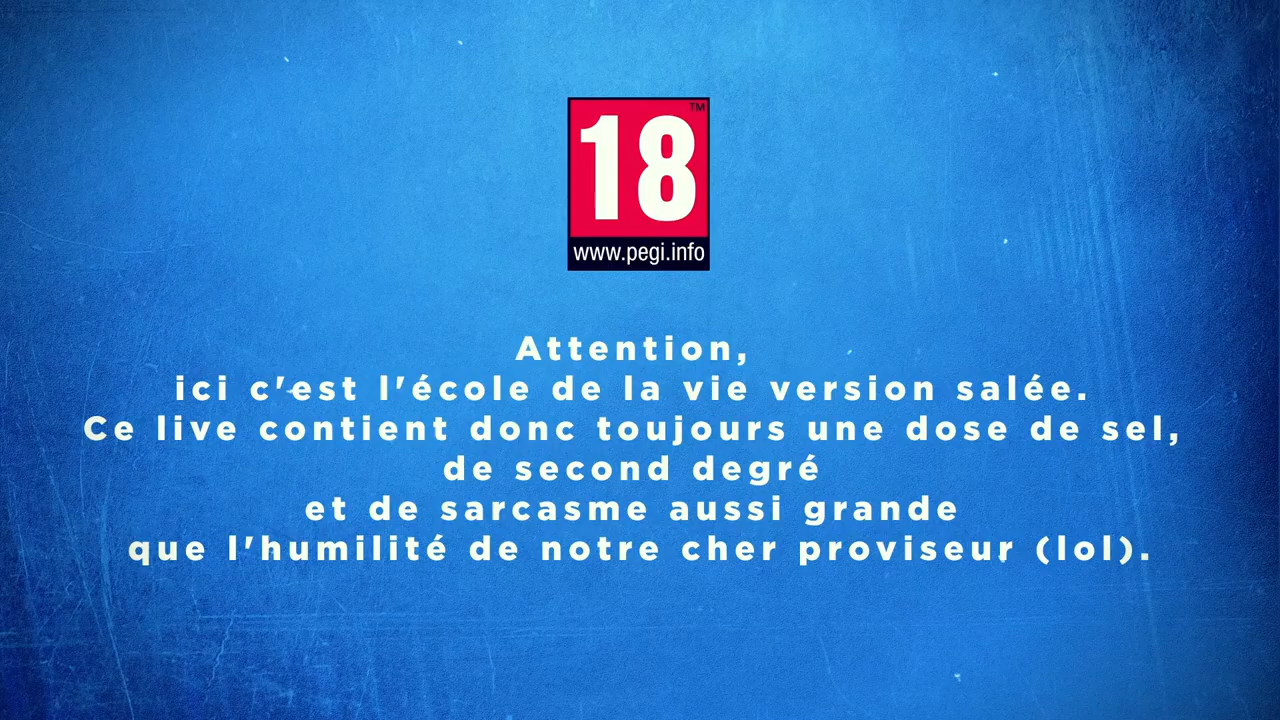 18
TM
www.pegi.info
Attention,
ici c'est l'école de la vie version salée.
Ce live contient donc toujours une dose de sel,
de second degré
et de sarcasme aussi grande
que l'humilité de notre cher proviseur (lol).